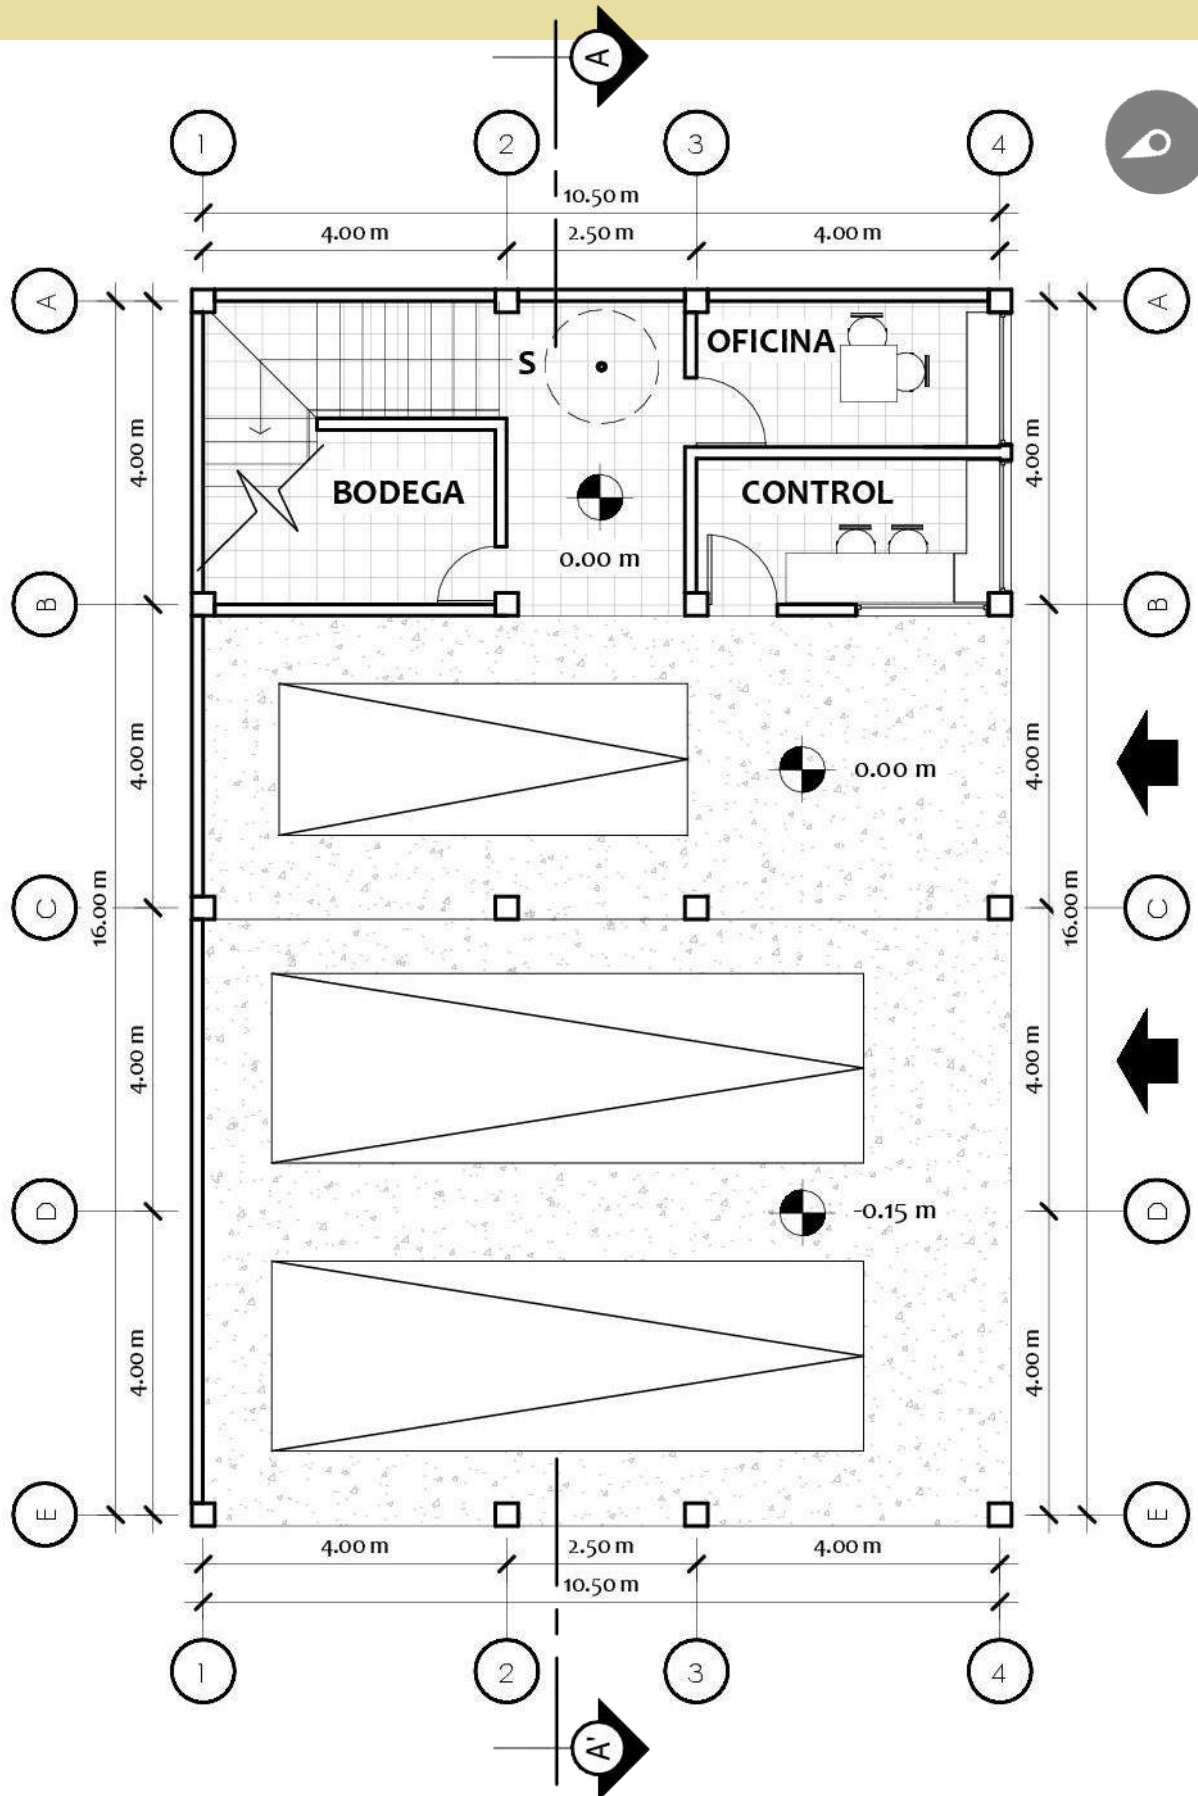 A
1 2 3 4
10.50 m
4.00 m 2.50 m 4.00 m
A A
OFICINA
S
4.00 m 4.00 m
BODEGA CONTROL
0.00 m
B B
4.00 m 0.00 m 4.00 m
C C
16.00 m 16.00 m
4.00 m 4.00 m
D -0.15 m D
4.00 m 4.00 m
E E
4.00 m 2.50 m 4.00 m
10.50 m
1 2 3 4
A'